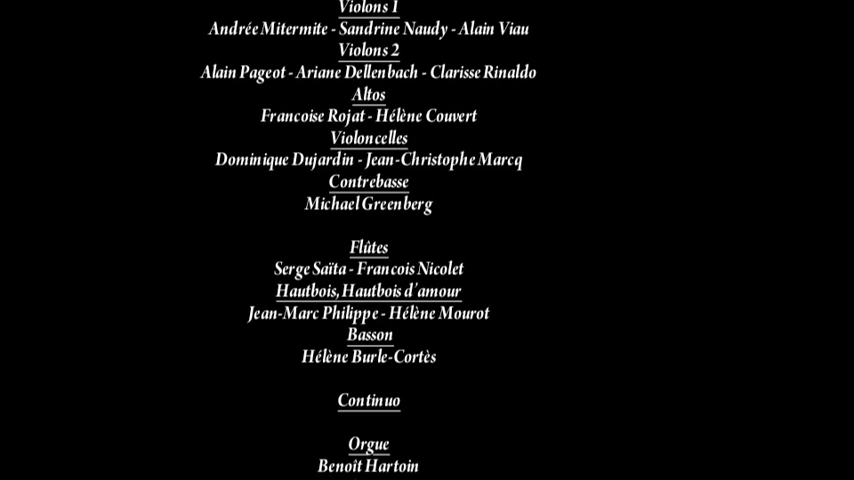 Violons 1
Andrée Mitermite - Sandrine Naudy - Alain Viau
Violons 2
Alain Pageot - Ariane Dellenbach - Clarisse Rinaldo
Altos
Francoise Rojat - Hélène Couvert
Violoncelles
Dominique Dujardin - Jean-Christophe Marcq
Contrebasse
Michael Greenberg
Flûtes
Serge Saïta - Francois Nicolet
Hautbois, Hautbois d'amour
Jean-Marc Philippe - Hélène Mourot
Basson
Hélène Burle-Cortès
Continuo
Orgue
Benoît Hartoin